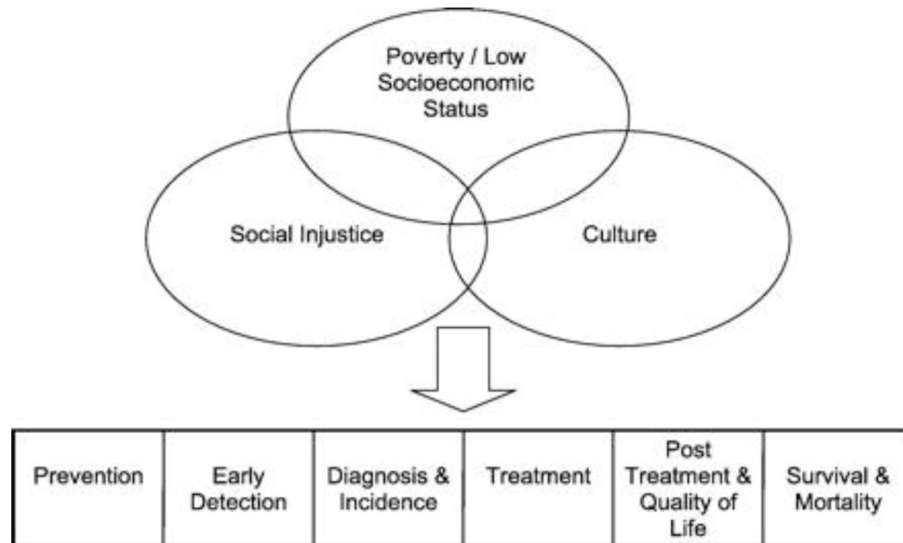 Poverty / Low
Socioeconomic
Status
Social Injustice
Culture
Prevention
Early
Detection
Diagnosis &
Incidence
Treatment
Post
Treatment &
Quality of
Life
Survival &
Mortality